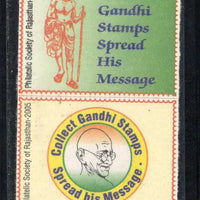 Philatelic Society of Rajasthan
Gandhi
Stamps
Spread
His
Message
Philatelic Society of Rajasthan-2005
Collect Gandhi Stamps
Spread his Message